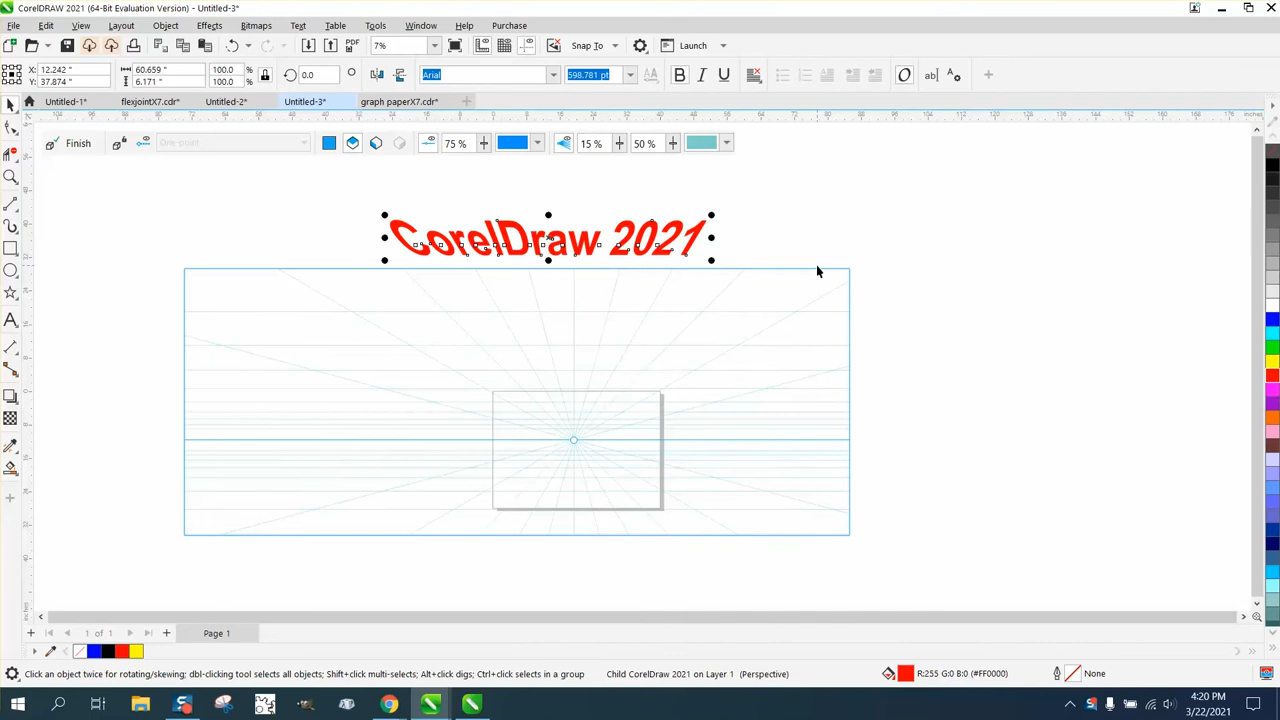 CorelDRAW 2021 (64-Bit Evaluation Version) - Untitled-3*
File Edit View Layout Object Effects Bitmaps Text Table Tools Window Help Purchase
7% Snap To Launch
X: 12.242 " 60.659 " 100.0 % 0.0 Arial 598.781 pt
Y: 37.874 " 6.171 " 100.0 %
Untitled-1* flexjointX7.cdr* Untitled-2* Untitled-3* graph paperX7.cdr*
inches
Finish One-point 75 % 15 % 50 %
CorelDraw 2021
1 of 1 Page 1
Click an object twice for rotating/skewing; dbl-clicking tool selects all objects; Shift+click multi-selects; Alt+click digs; Ctrl+click selects in a group Child CorelDRAW 2021 on Layer 1 (Perspective) R:255 G:0 B:0 (#FF0000) None
4:20 PM
3/22/2021